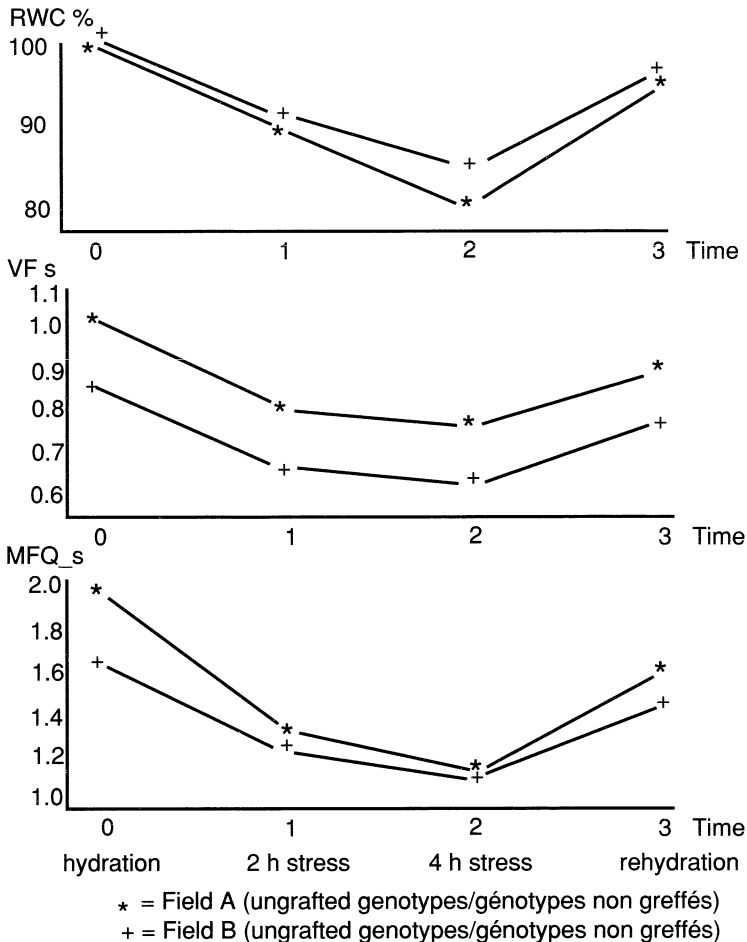 RWC %
100
90
80
0 1 2 3 Time
VF s
1.1
1.0
0.9
0.8
0.7
0.6
0 1 2 3 Time
MFQ_s
2.0
1.8
1.6
1.4
1.2
1.0
0 1 2 3 Time
hydration 2 h stress 4 h stress rehydration
* = Field A (ungrafted genotypes/génotypes non greffés)
+ = Field B (ungrafted genotypes/génotypes non greffés)